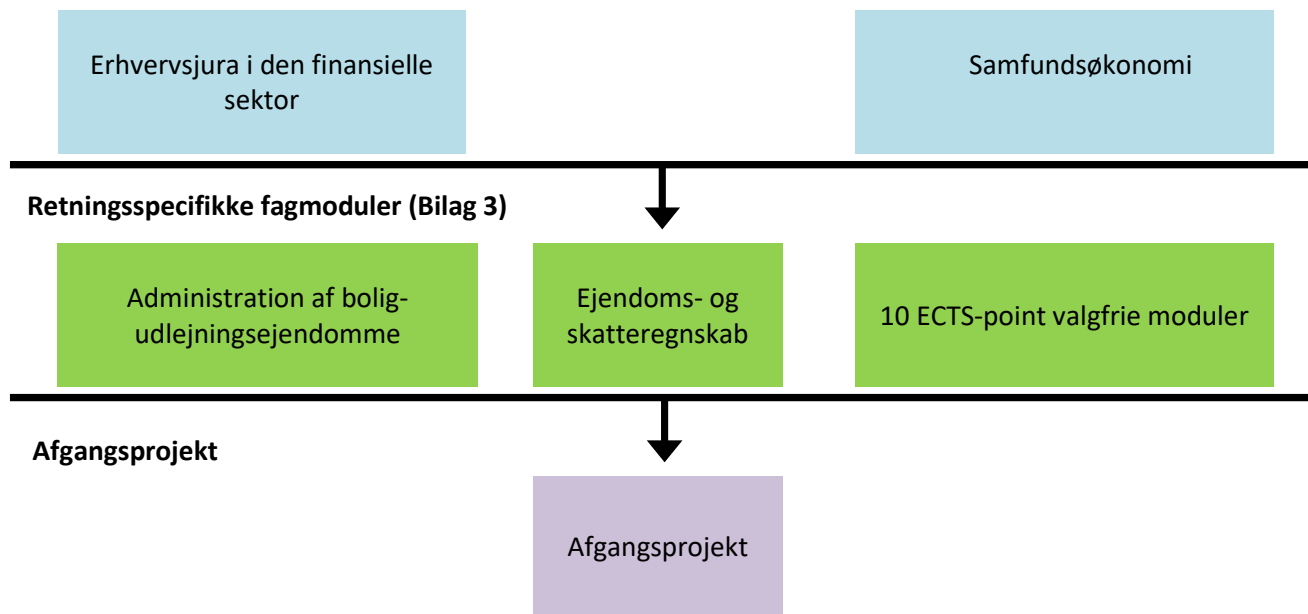 Erhvervsjura i den finansielle
sektor
Samfundsøkonomi
Retningsspecifikke fagmoduler (Bilag 3)
Administration af bolig-
udlejningsejendomme
Ejendoms- og
skatteregnskab
10 ECTS-point valgfrie moduler
Afgangsprojekt
Afgangsprojekt